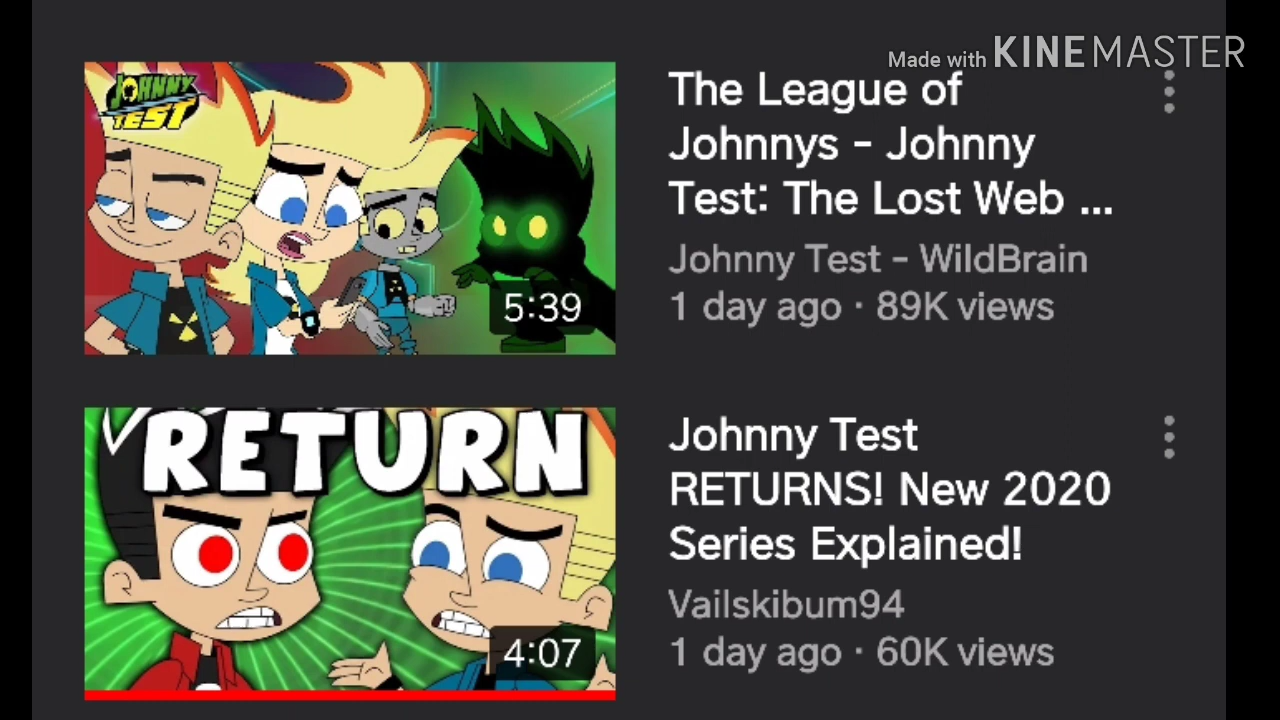 Made with KINEMASTER
JOHNNY
TEST
5:39
The League of
Johnnys - Johnny
Test: The Lost Web ...
Johnny Test - WildBrain
1 day ago · 89K views
RETURN
4:07
Johnny Test
RETURNS! New 2020
Series Explained!
Vailskibum94
1 day ago · 60K views